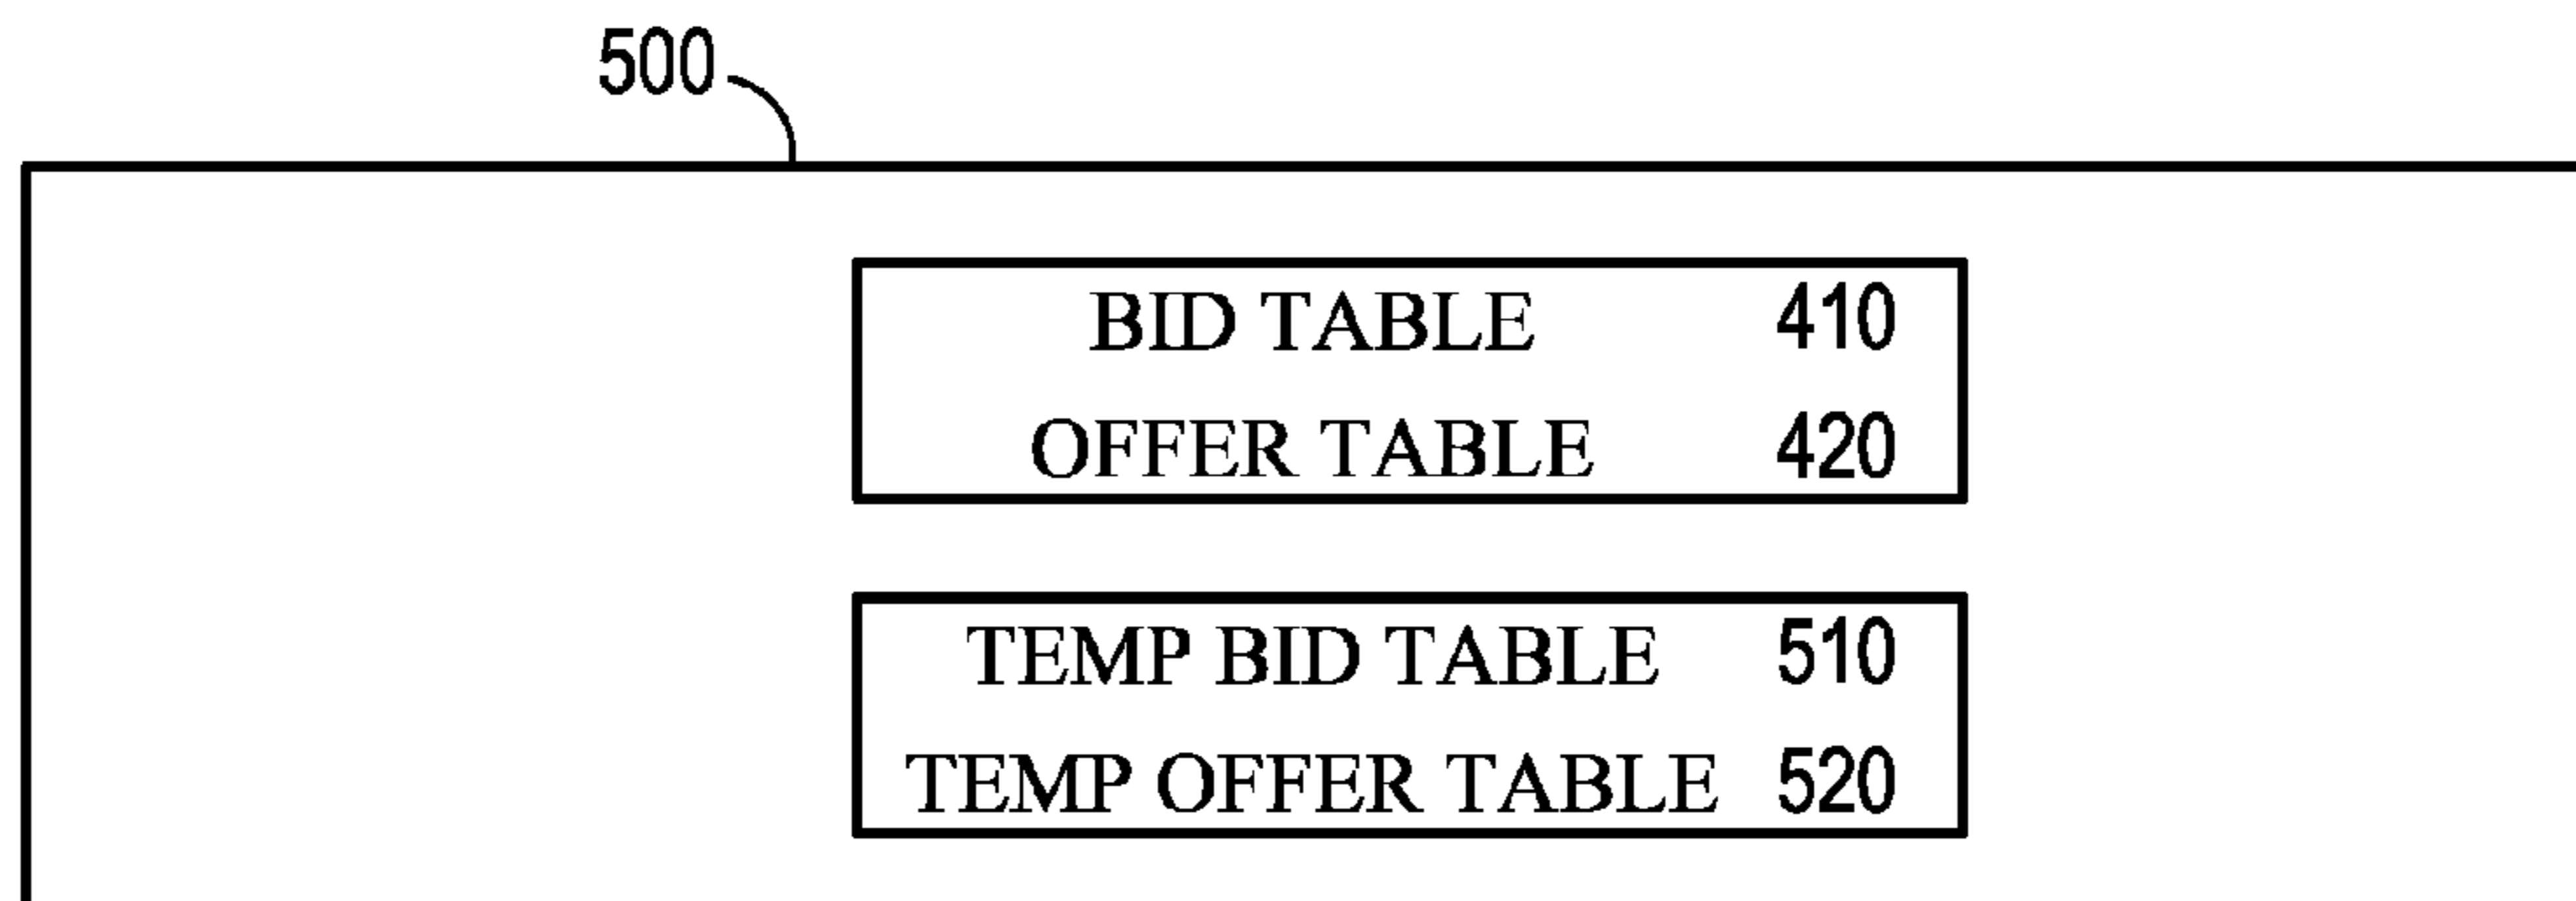 500
BID TABLE 410
OFFER TABLE 420
TEMP BID TABLE 510
TEMP OFFER TABLE 520